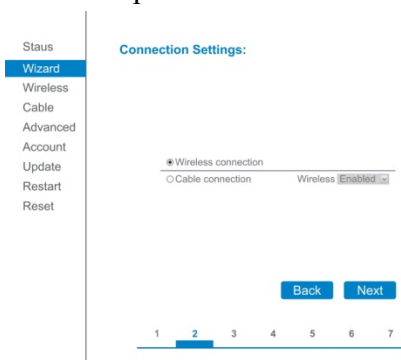 Staus
Wizard
Wireless
Cable
Advanced
Account
Update
Restart
Reset
Connection Settings:
Wireless connection
Cable connection Wireless Enabled
Back Next
1 2 3 4 5 6 7